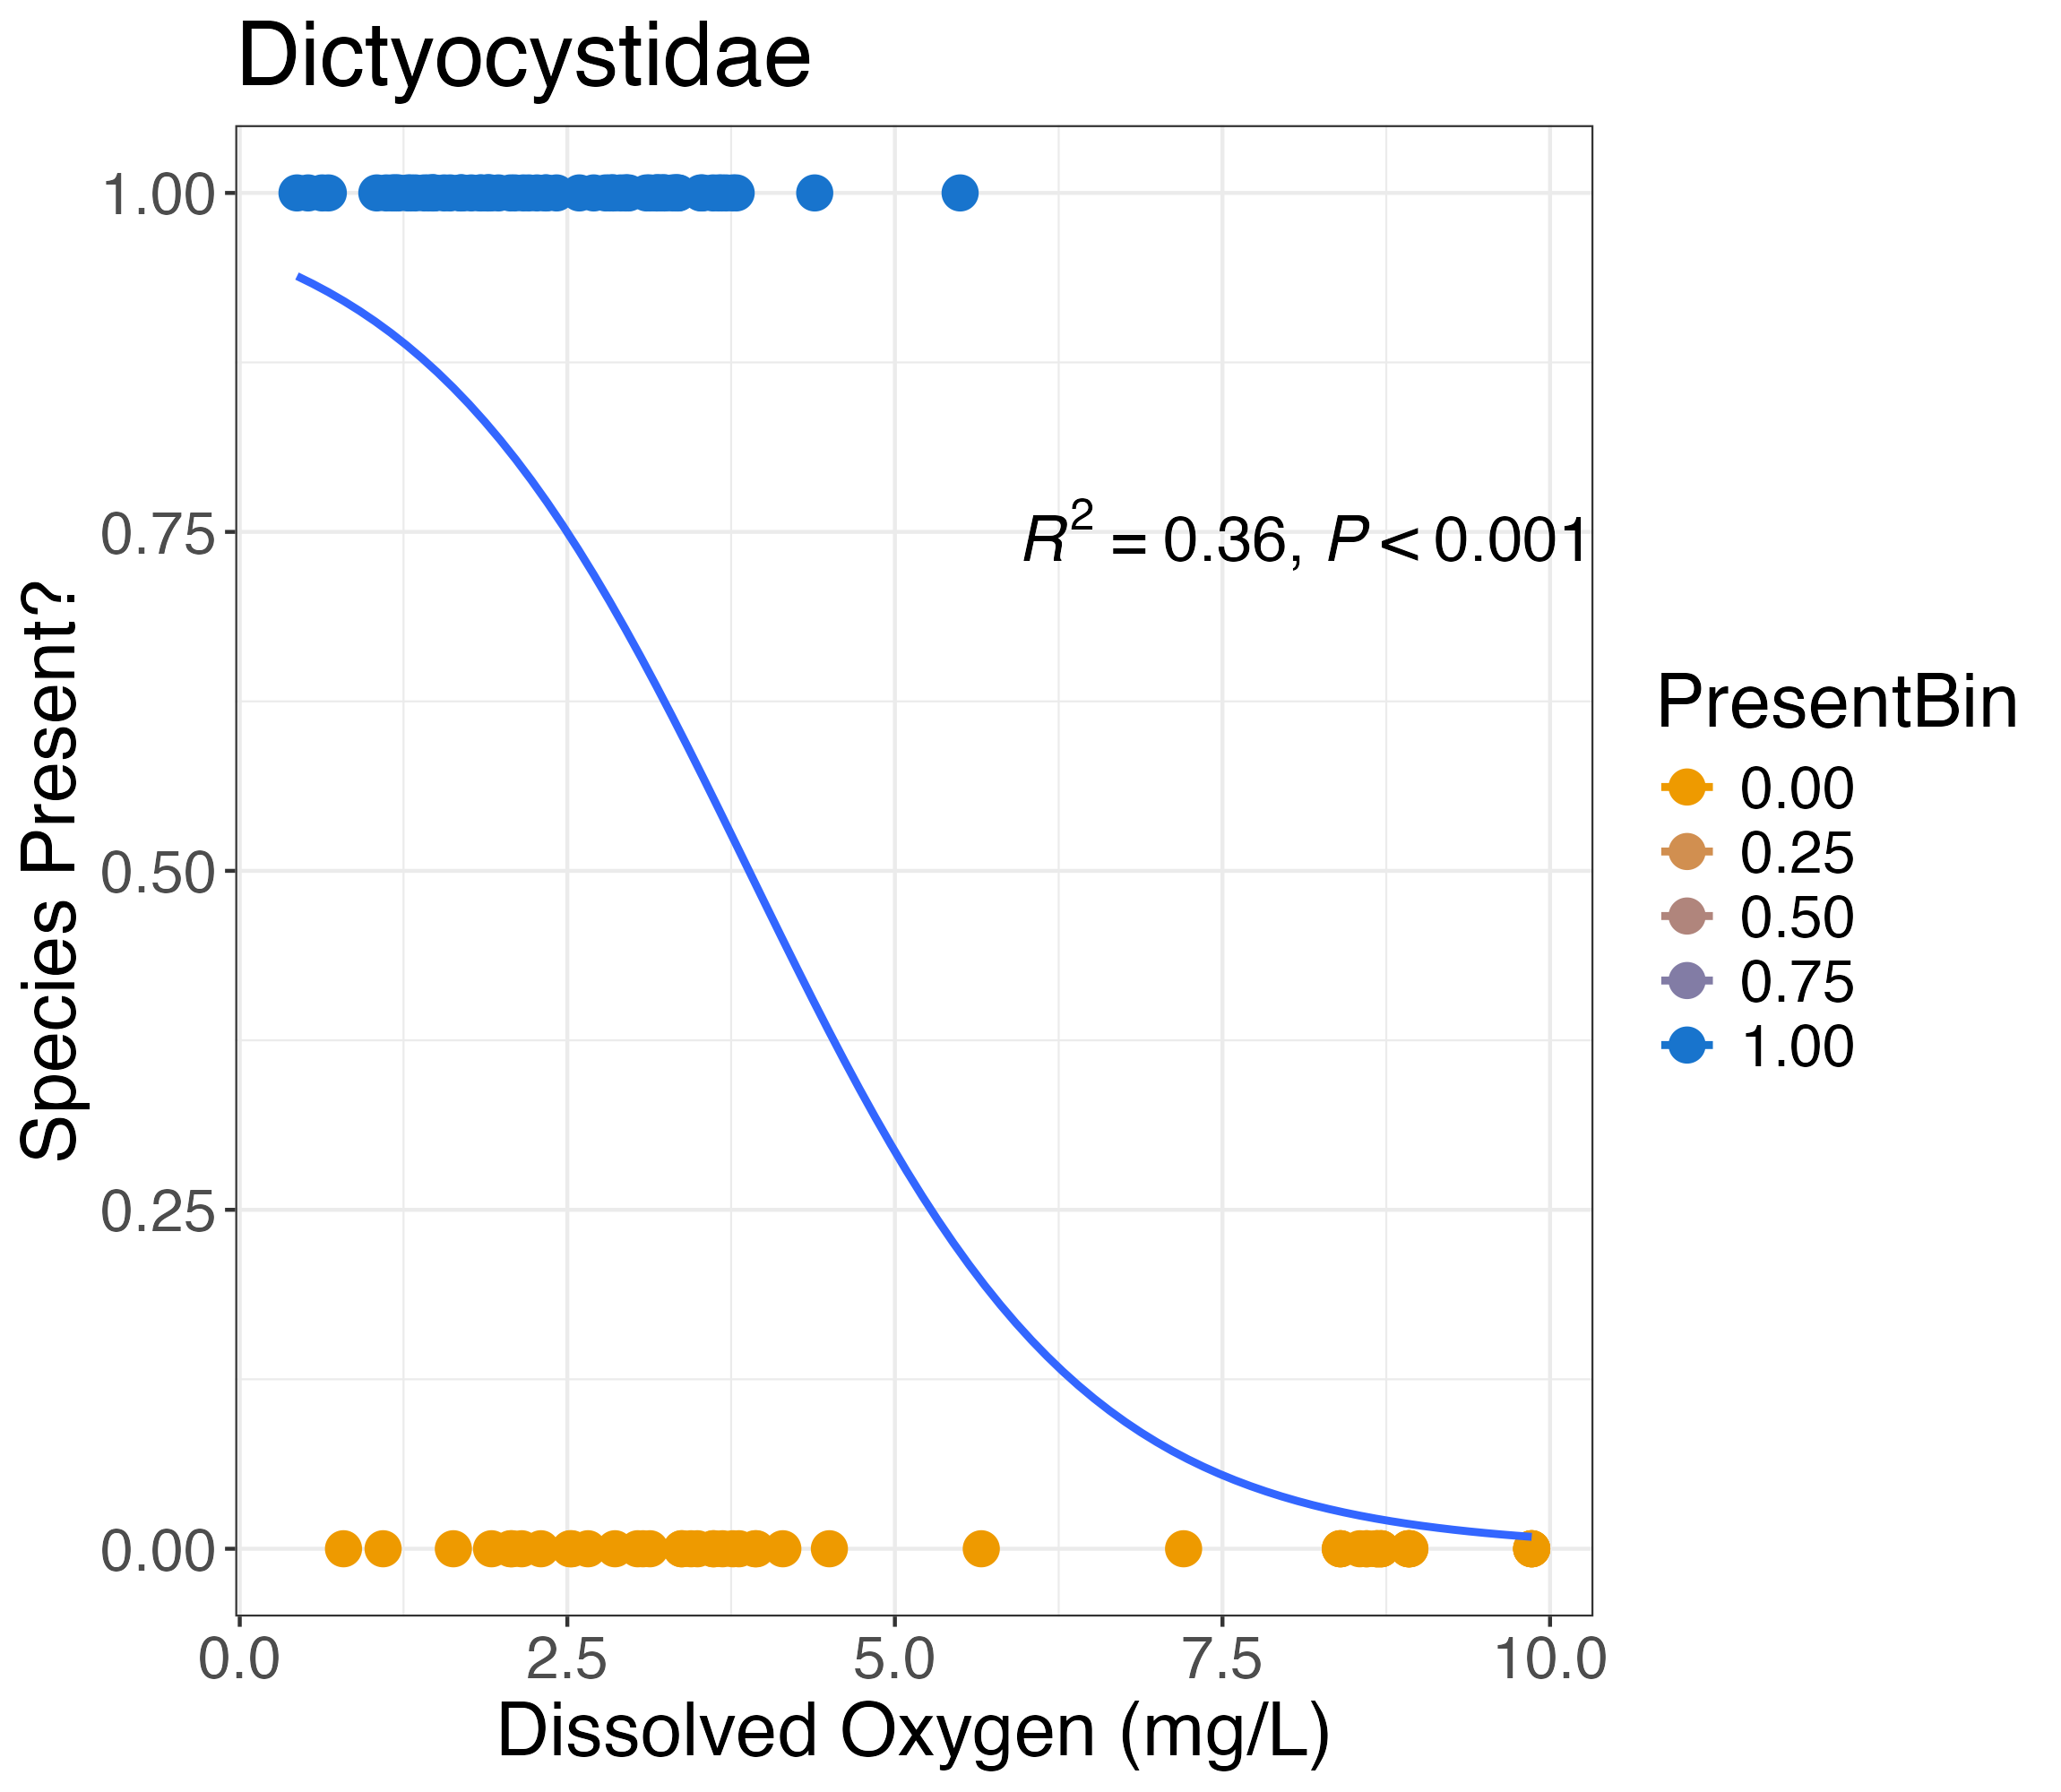 Dictyocystidae
1.00
0.75
0.50
0.25
0.00
Species Present?
R² = 0.36, P < 0.001
0.0 2.5 5.0 7.5 10.0
Dissolved Oxygen (mg/L)
PresentBin
0.00
0.25
0.50
0.75
1.00